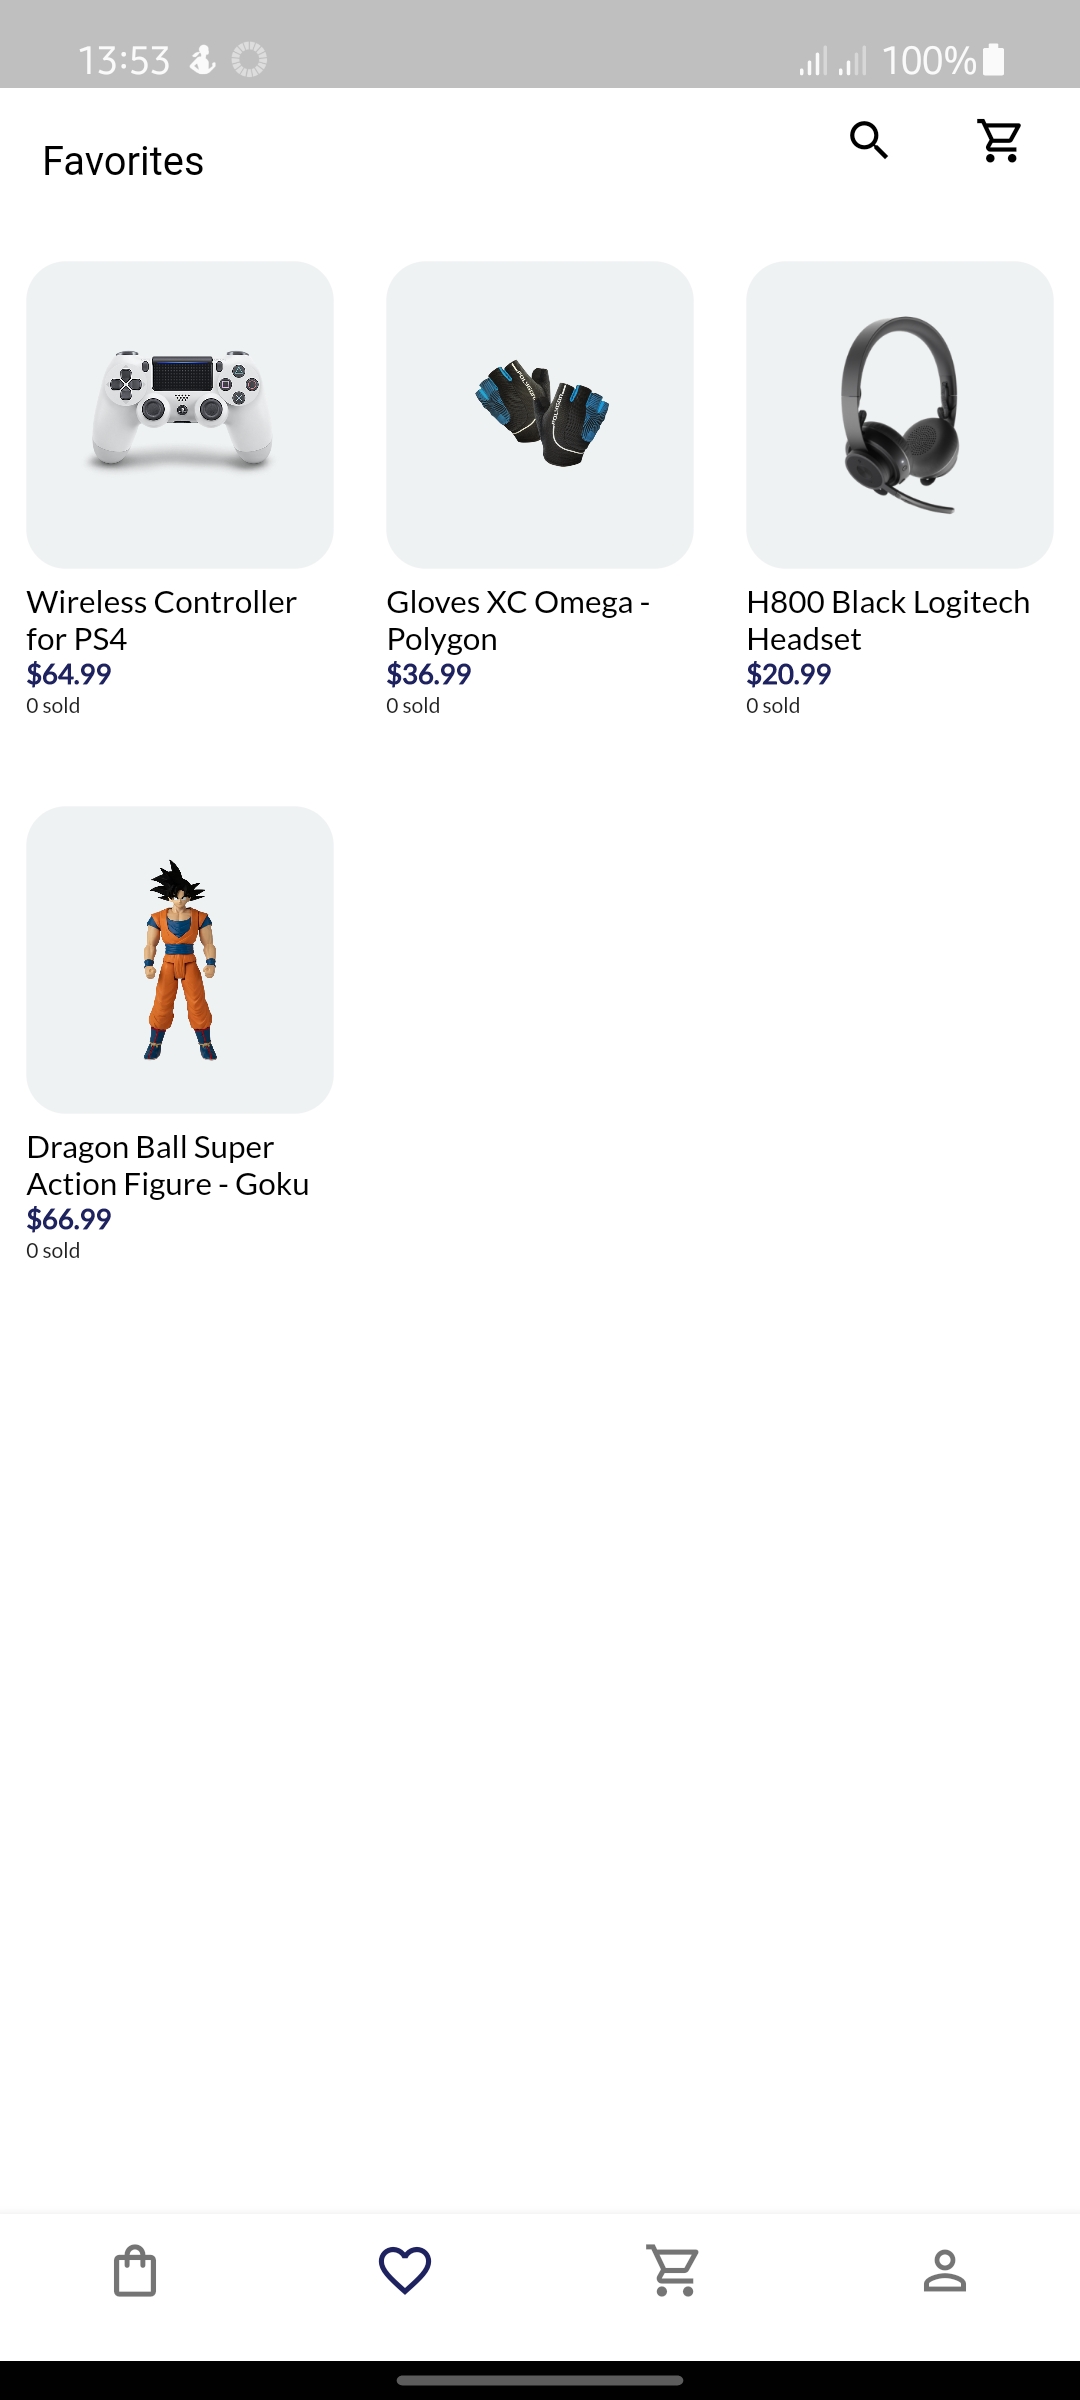 13:53 100%
Favorites
Wireless Controller
for PS4
$64.99
0 sold
Gloves XC Omega -
Polygon
$36.99
0 sold
H800 Black Logitech
Headset
$20.99
0 sold
POLYGON
POLYGON
Dragon Ball Super
Action Figure - Goku
$66.99
0 sold